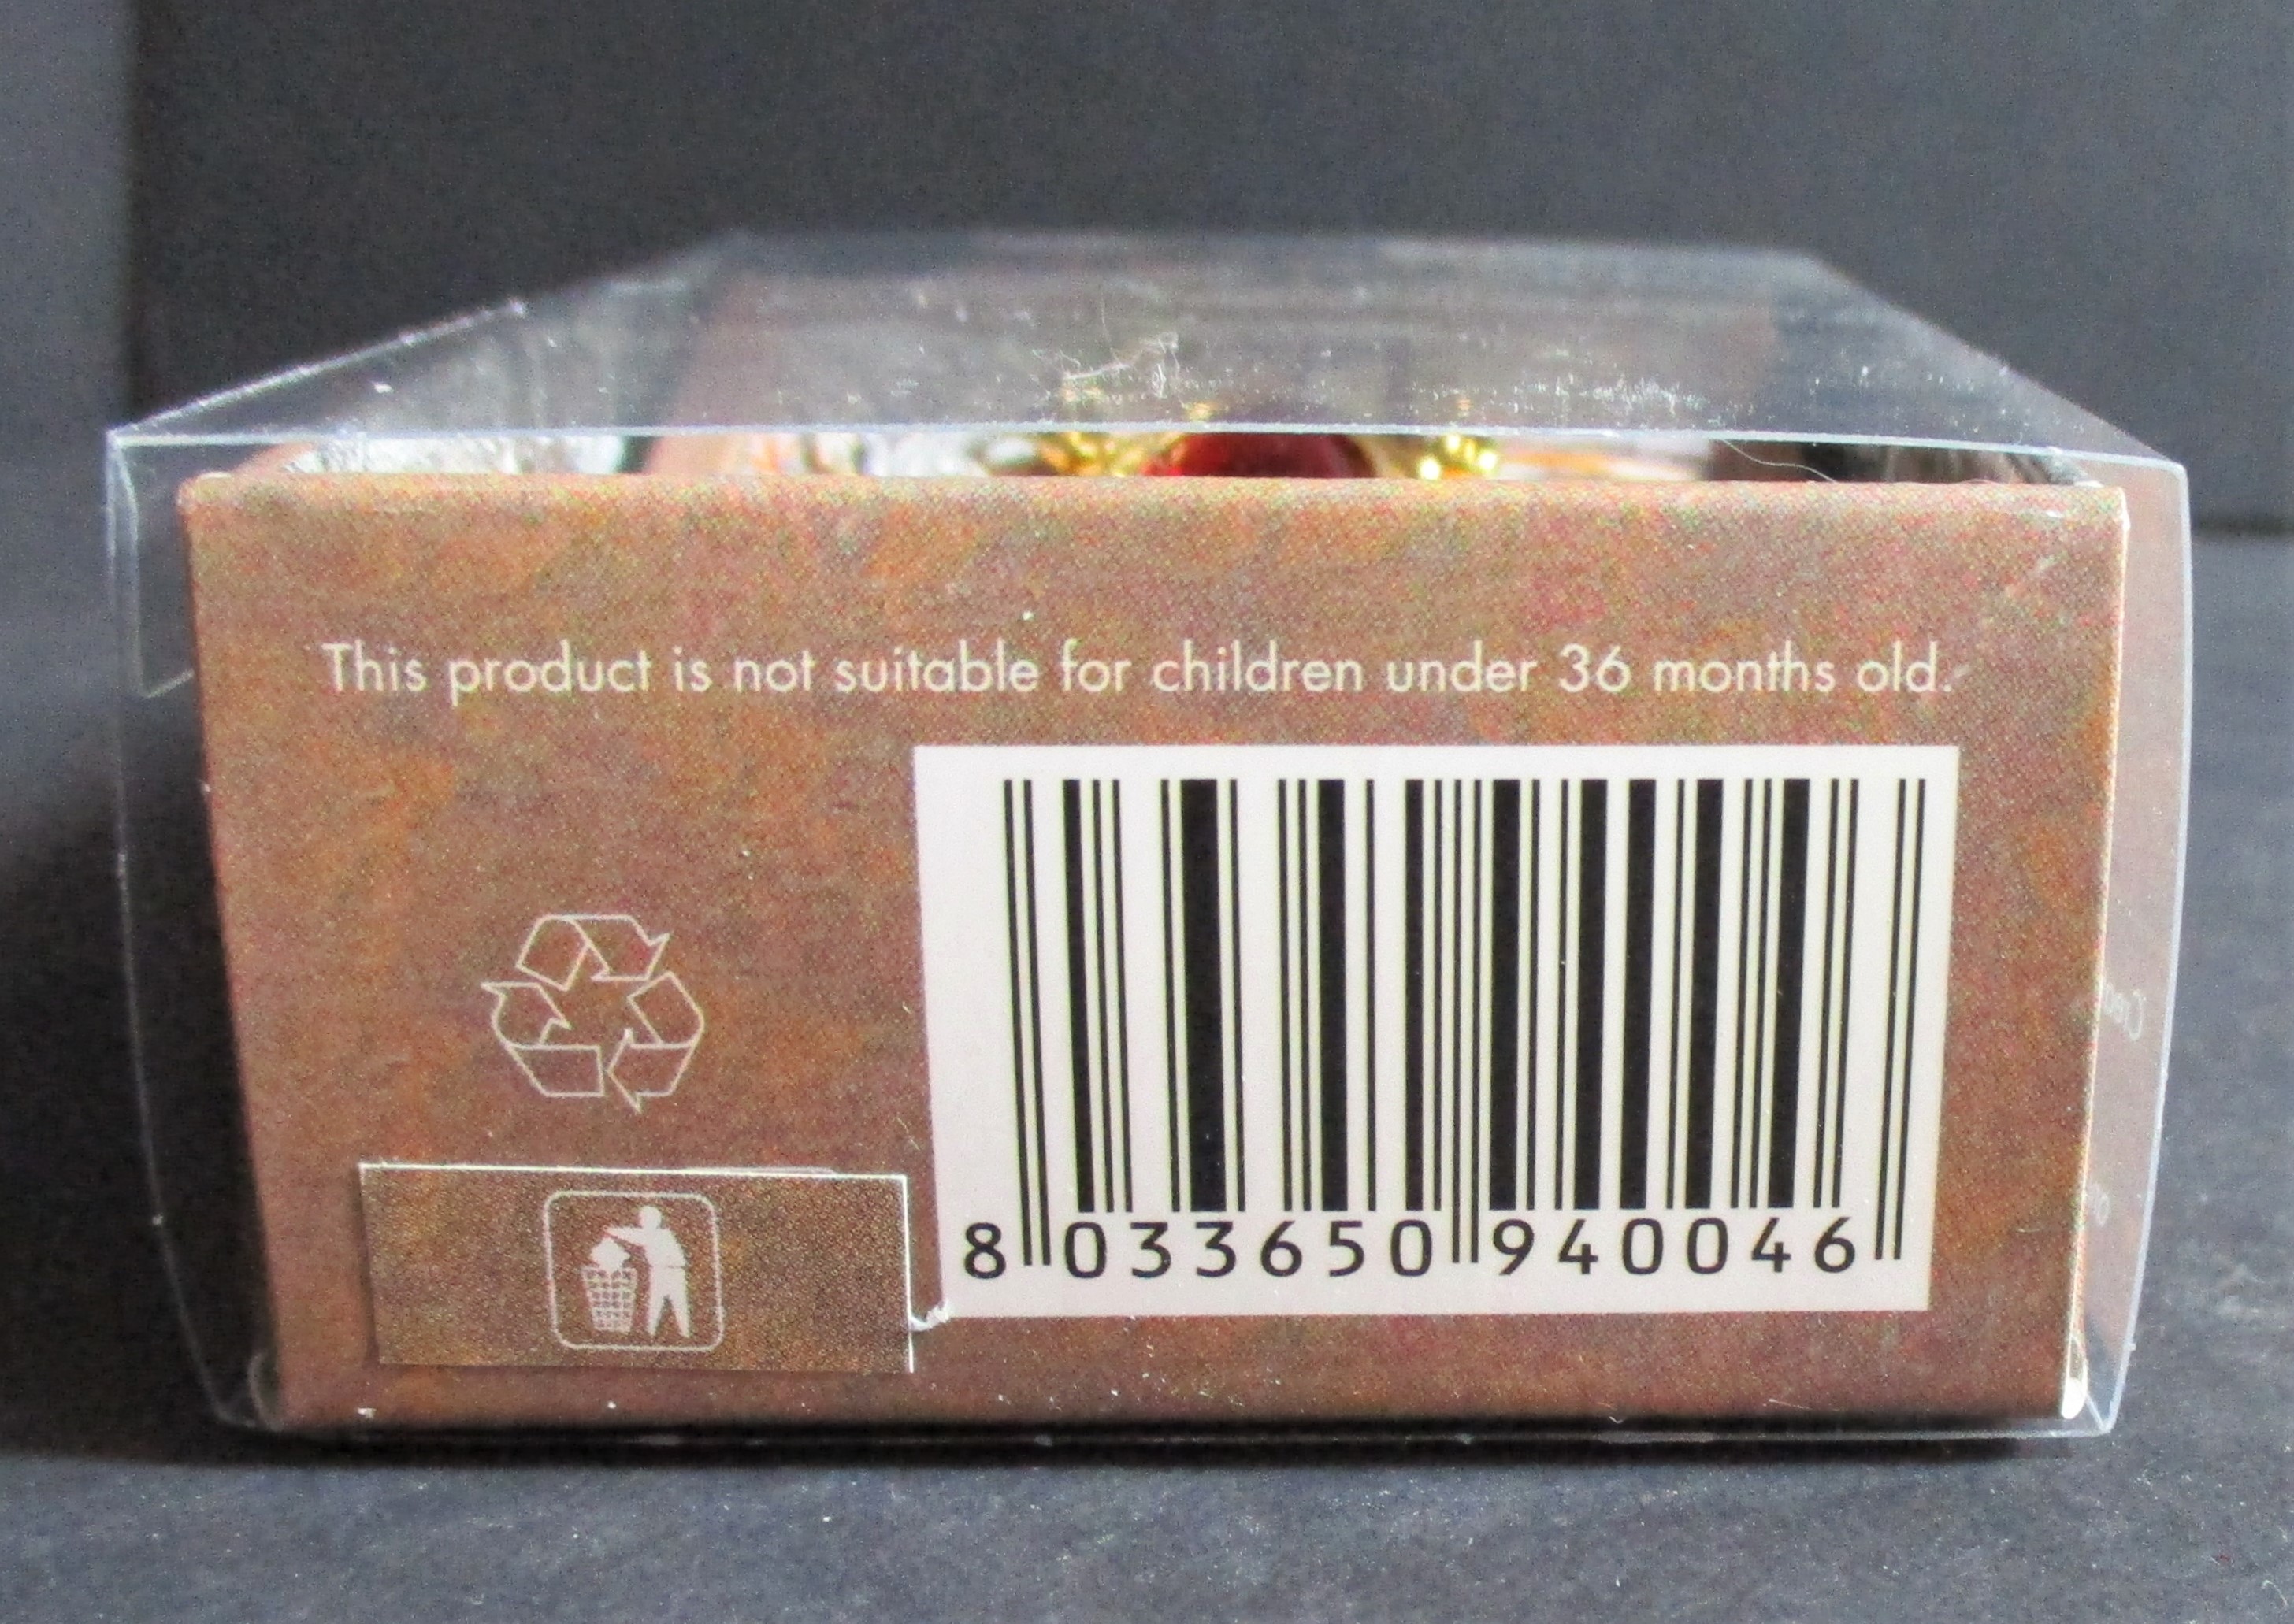 This product is not suitable for children under 36 months old.
8 033650 940046